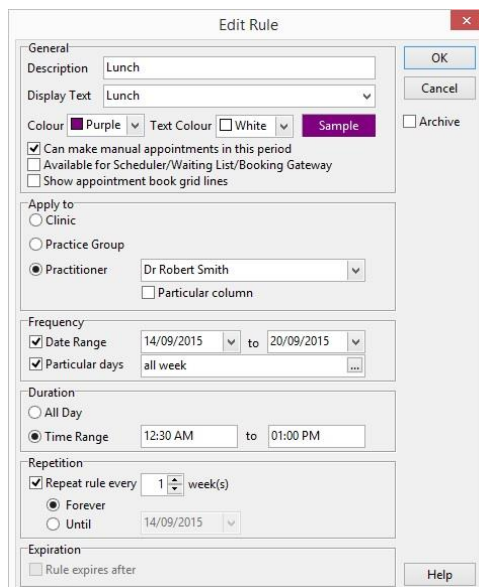 Edit Rule
General
Description Lunch
Display Text Lunch
Colour Purple Text Colour White Sample
Can make manual appointments in this period
Available for Scheduler/Waiting List/Booking Gateway
Show appointment book grid lines
OK
Cancel
Archive
Apply to
Clinic
Practice Group
Practitioner Dr Robert Smith
Particular column
Frequency
Date Range 14/09/2015 to 20/09/2015
Particular days all week ...
Duration
All Day
Time Range 12:30 AM to 01:00 PM
Repetition
Repeat rule every 1 week(s)
Forever
Until 14/09/2015
Expiration
Rule expires after
Help